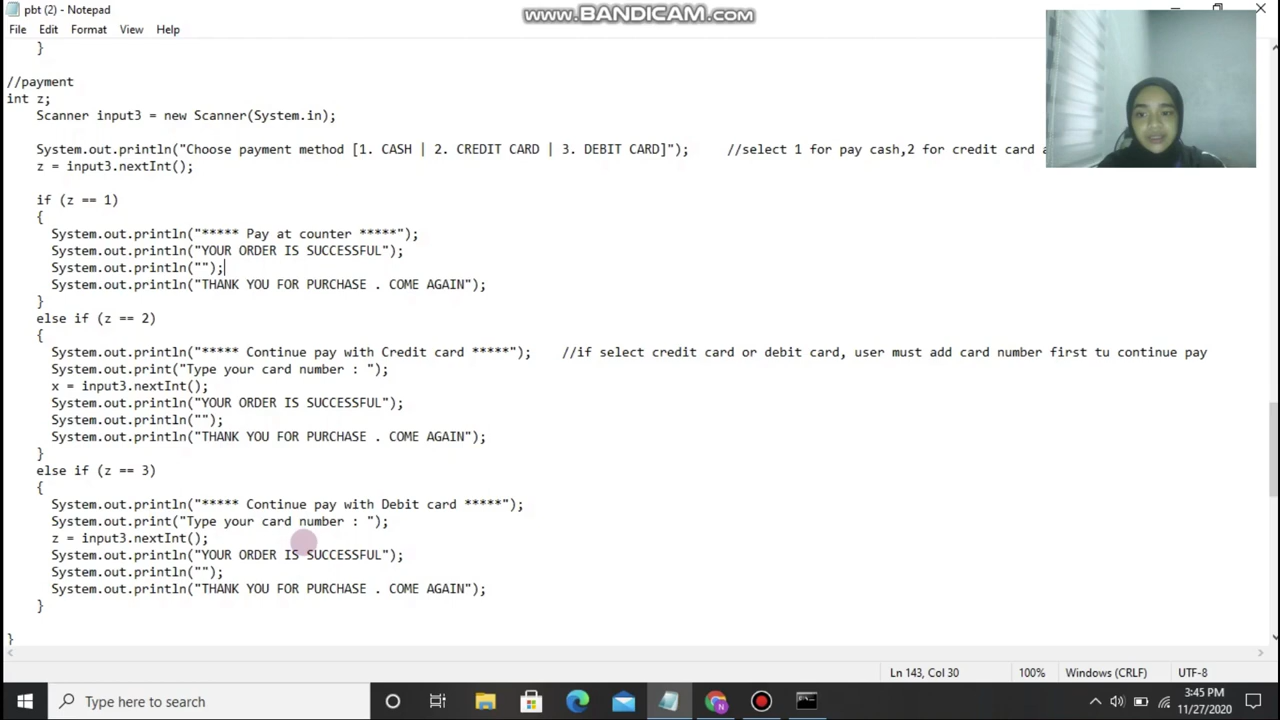 pbt (2) - Notepad
www.BANDICAM.com
File Edit Format View Help
}
//payment
int z;
Scanner input3 = new Scanner(System.in);
System.out.println("Choose payment method [1. CASH | 2. CREDIT CARD | 3. DEBIT CARD]"); //select 1 for pay cash,2 for credit card
z = input3.nextInt();
if (z == 1)
{
System.out.println("***** Pay at counter *****");
System.out.println("YOUR ORDER IS SUCCESSFUL");
System.out.println("");
System.out.println("THANK YOU FOR PURCHASE . COME AGAIN");
}
else if (z == 2)
{
System.out.println("***** Continue pay with Credit card *****"); //if select credit card or debit card, user must add card number first tu continue pay
System.out.print("Type your card number : ");
x = input3.nextInt();
System.out.println("YOUR ORDER IS SUCCESSFUL");
System.out.println("");
System.out.println("THANK YOU FOR PURCHASE . COME AGAIN");
}
else if (z == 3)
{
System.out.println("***** Continue pay with Debit card *****");
System.out.print("Type your card number : ");
z = input3.nextInt();
System.out.println("YOUR ORDER IS SUCCESSFUL");
System.out.println("");
System.out.println("THANK YOU FOR PURCHASE . COME AGAIN");
}
}
Ln 143, Col 30 100% Windows (CRLF) UTF-8
Type here to search
N
3:45 PM
11/27/2020